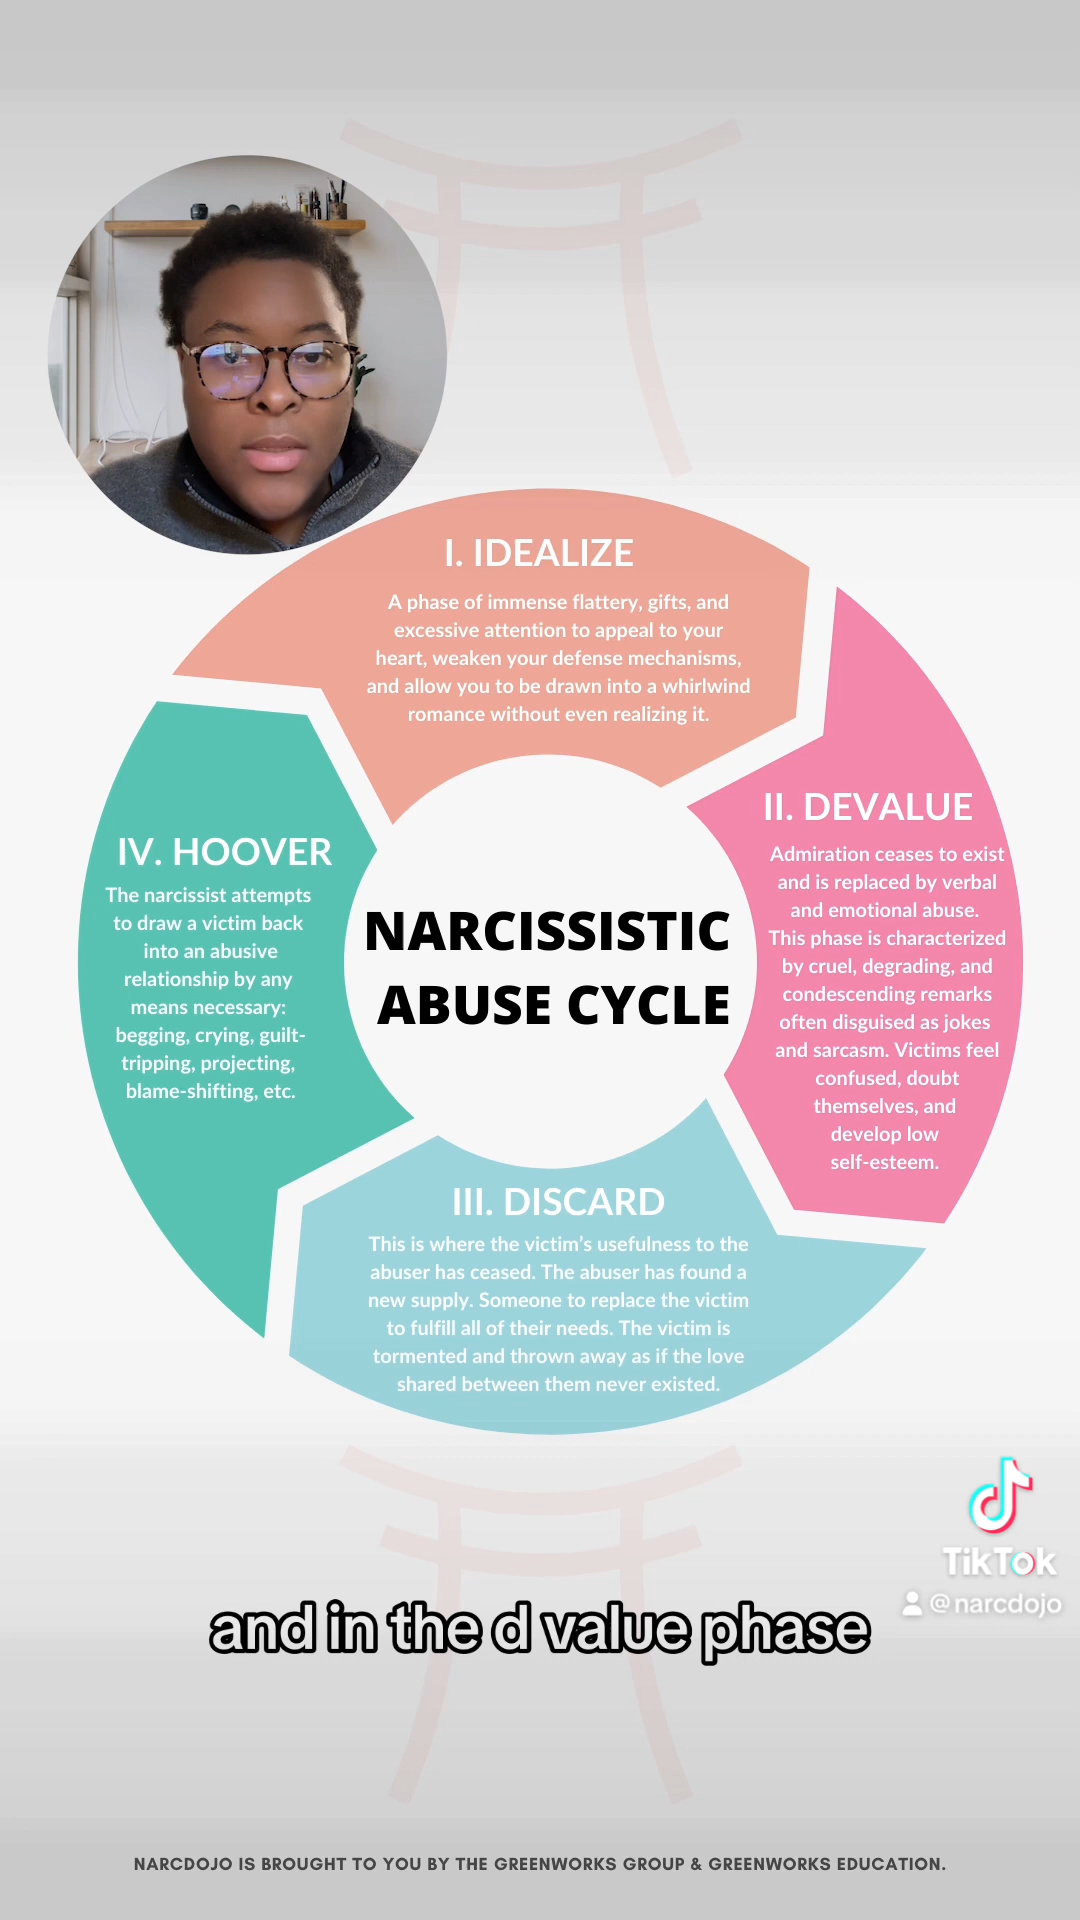 I. IDEALIZE
A phase of immense flattery, gifts, and
excessive attention to appeal to your
heart, weaken your defense mechanisms,
and allow you to be drawn into a whirlwind
romance without even realizing it.
II. DEVALUE
Admiration ceases to exist
and is replaced by verbal
and emotional abuse.
This phase is characterized
by cruel, degrading, and
condescending remarks
often disguised as jokes
and sarcasm. Victims feel
confused, doubt
themselves, and
develop low
self-esteem.
IV. HOOVER
The narcissist attempts
to draw a victim back
into an abusive
relationship by any
means necessary:
begging, crying, guilt-
tripping, projecting,
blame-shifting, etc.
NARCISSISTIC
ABUSE CYCLE
III. DISCARD
This is where the victim’s usefulness to the
abuser has ceased. The abuser has found a
new supply. Someone to replace the victim
to fulfill all of their needs. The victim is
tormented and thrown away as if the love
shared between them never existed.
TikTok
@narcdojo
and in the d value phase
NARCDOJO IS BROUGHT TO YOU BY THE GREENWORKS GROUP & GREENWORKS EDUCATION.